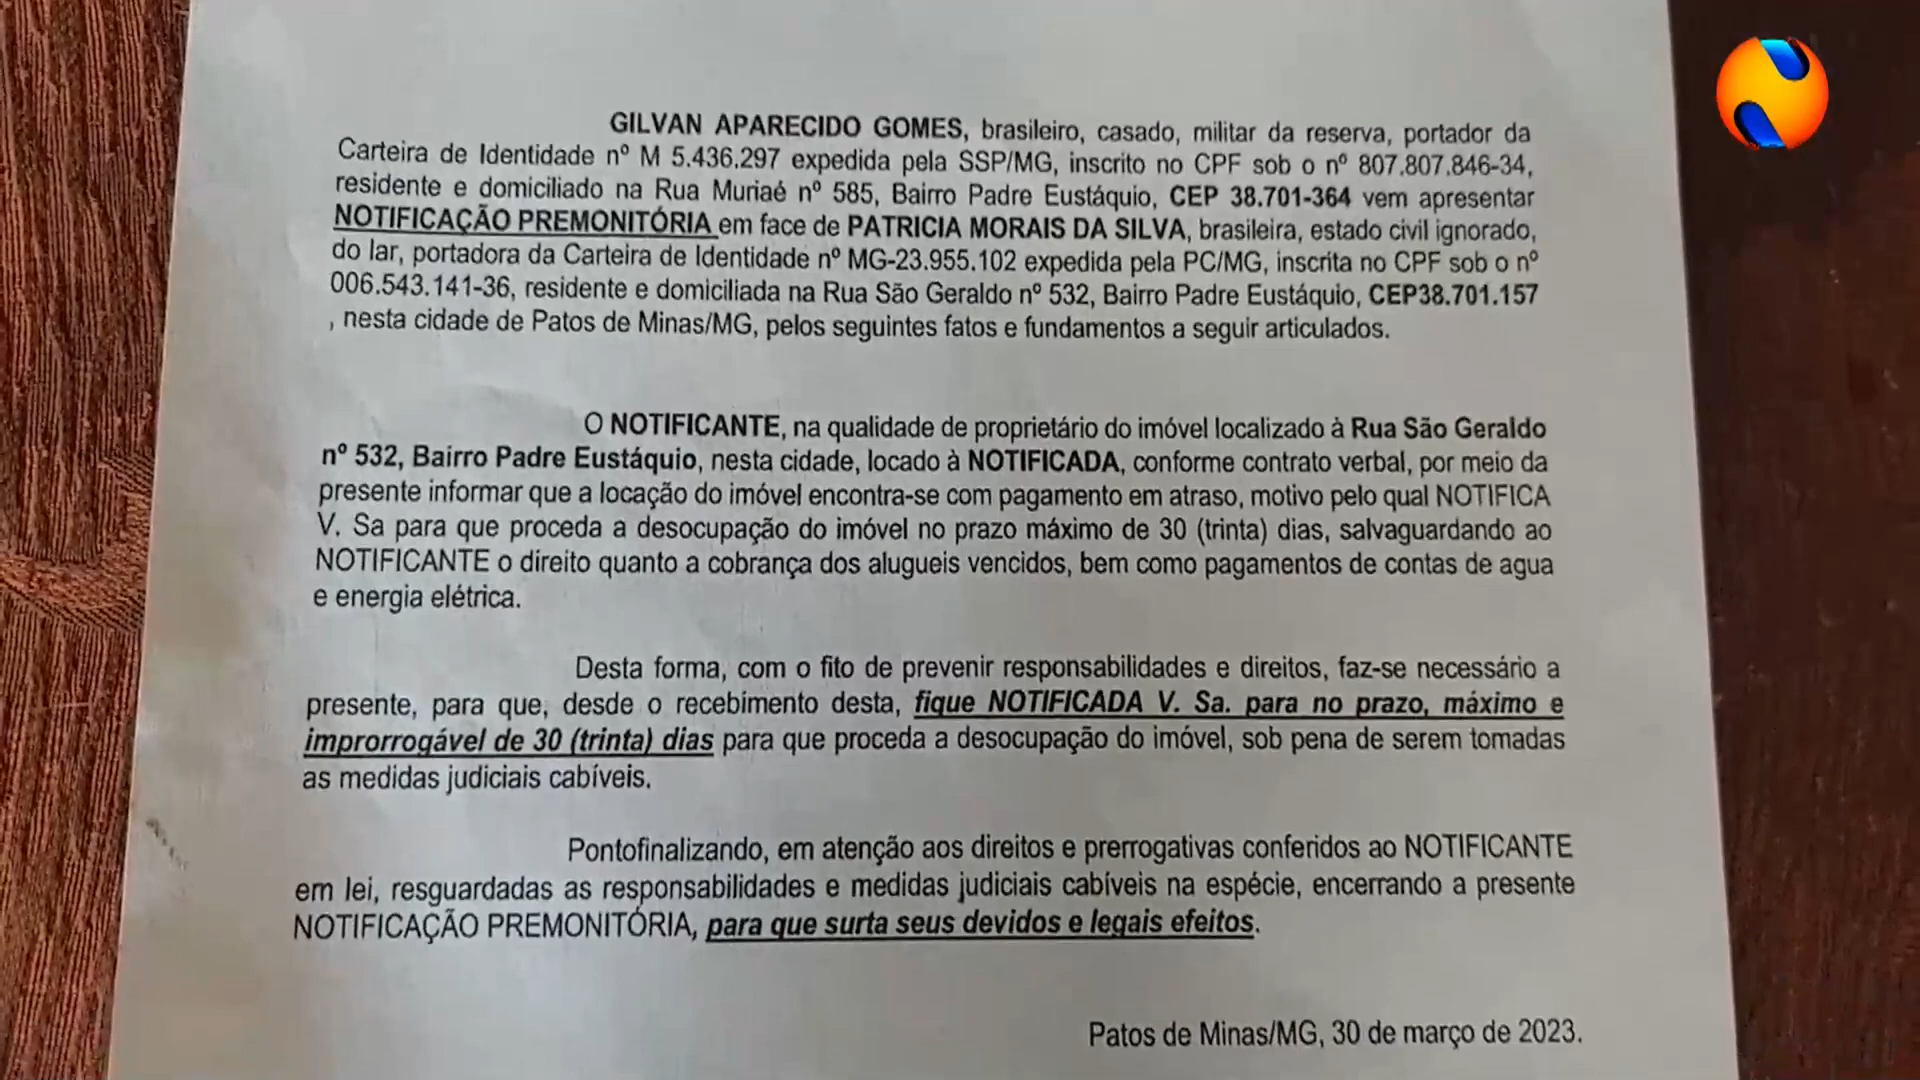 GILVAN APARECIDO GOMES, brasileiro, casado, militar da reserva, portador da
Carteira de Identidade nº M 5.436.297 expedida pela SSP/MG, inscrito no CPF sob o nº 807.807.846-34,
residente e domiciliado na Rua Muriaé nº 585, Bairro Padre Eustáquio, CEP 38.701-364 vem apresentar
NOTIFICAÇÃO PREMONITÓRIA em face de PATRICIA MORAIS DA SILVA, brasileira, estado civil ignorado,
do lar, portadora da Carteira de Identidade nº MG-23.955.102 expedida pela PC/MG, inscrita no CPF sob o nº
006.543.141-36, residente e domiciliada na Rua São Geraldo nº 532, Bairro Padre Eustáquio, CEP38.701.157
, nesta cidade de Patos de Minas/MG, pelos seguintes fatos e fundamentos a seguir articulados.
O NOTIFICANTE, na qualidade de proprietário do imóvel localizado à Rua São Geraldo
nº 532, Bairro Padre Eustáquio, nesta cidade, locado à NOTIFICADA, conforme contrato verbal, por meio da
presente informar que a locação do imóvel encontra-se com pagamento em atraso, motivo pelo qual NOTIFICA
V. Sa para que proceda a desocupação do imóvel no prazo máximo de 30 (trinta) dias, salvaguardando ao
NOTIFICANTE o direito quanto a cobrança dos alugueis vencidos, bem como pagamentos de contas de agua
e energia elétrica.
Desta forma, com o fito de prevenir responsabilidades e direitos, faz-se necessário a
presente, para que, desde o recebimento desta, fique NOTIFICADA V. Sa. para no prazo, máximo e
improrrogável de 30 (trinta) dias para que proceda a desocupação do imóvel, sob pena de serem tomadas
as medidas judiciais cabíveis.
Pontofinalizando, em atenção aos direitos e prerrogativas conferidos ao NOTIFICANTE
em lei, resguardadas as responsabilidades e medidas judiciais cabíveis na espécie, encerrando a presente
NOTIFICAÇÃO PREMONITÓRIA, para que surta seus devidos e legais efeitos.
Patos de Minas/MG, 30 de março de 2023.